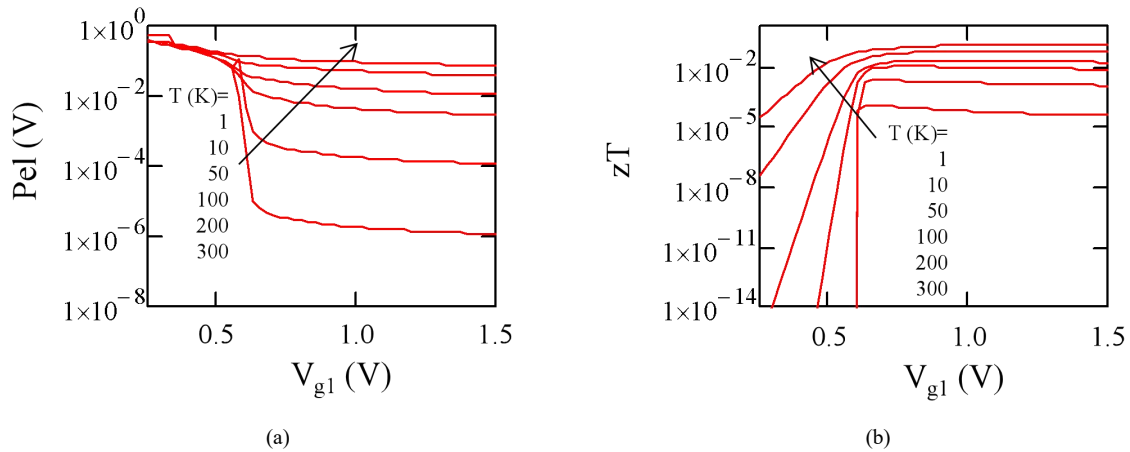 1×10⁰
1×10⁻²
1×10⁻⁴
1×10⁻⁶
1×10⁻⁸
Pel (V)
T (K)=
1
10
50
100
200
300
0.5 1.0 1.5
V_g1 (V)
(a)
1×10⁻²
1×10⁻⁵
1×10⁻⁸
1×10⁻¹¹
1×10⁻¹⁴
zT
T (K)=
1
10
50
100
200
300
0.5 1.0 1.5
V_g1 (V)
(b)